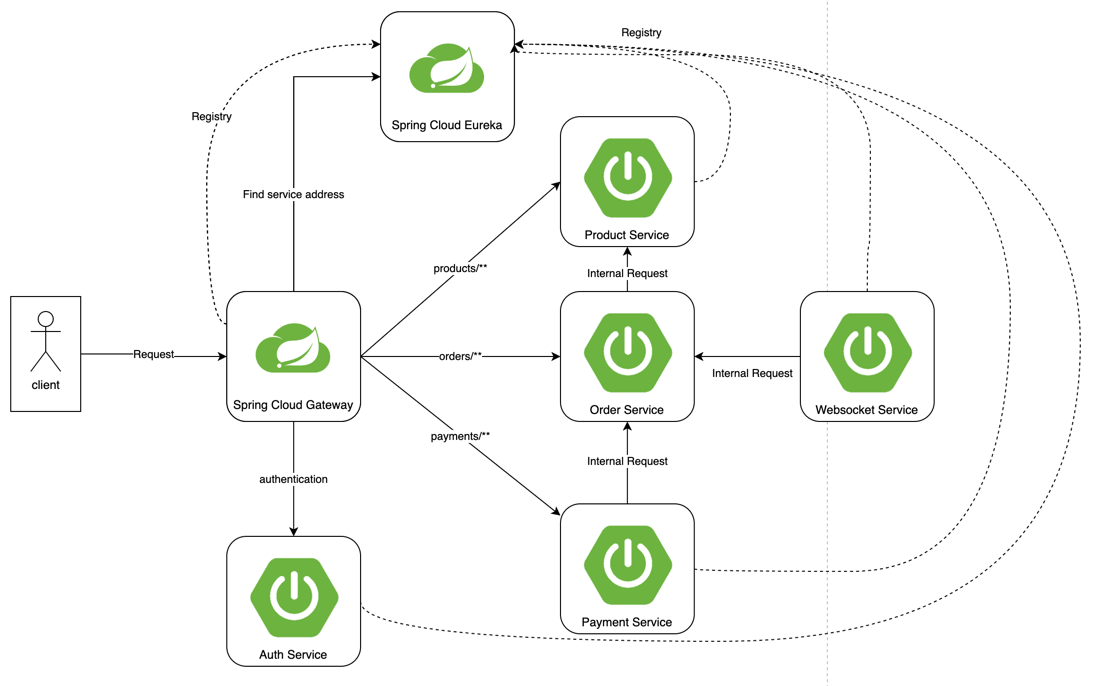 Registry
Spring Cloud Eureka
Registry
Find service address
Product Service
products/**
Internal Request
client
Request
Spring Cloud Gateway
orders/**
Order Service
Internal Request
Websocket Service
payments/**
Internal Request
authentication
Auth Service
Payment Service